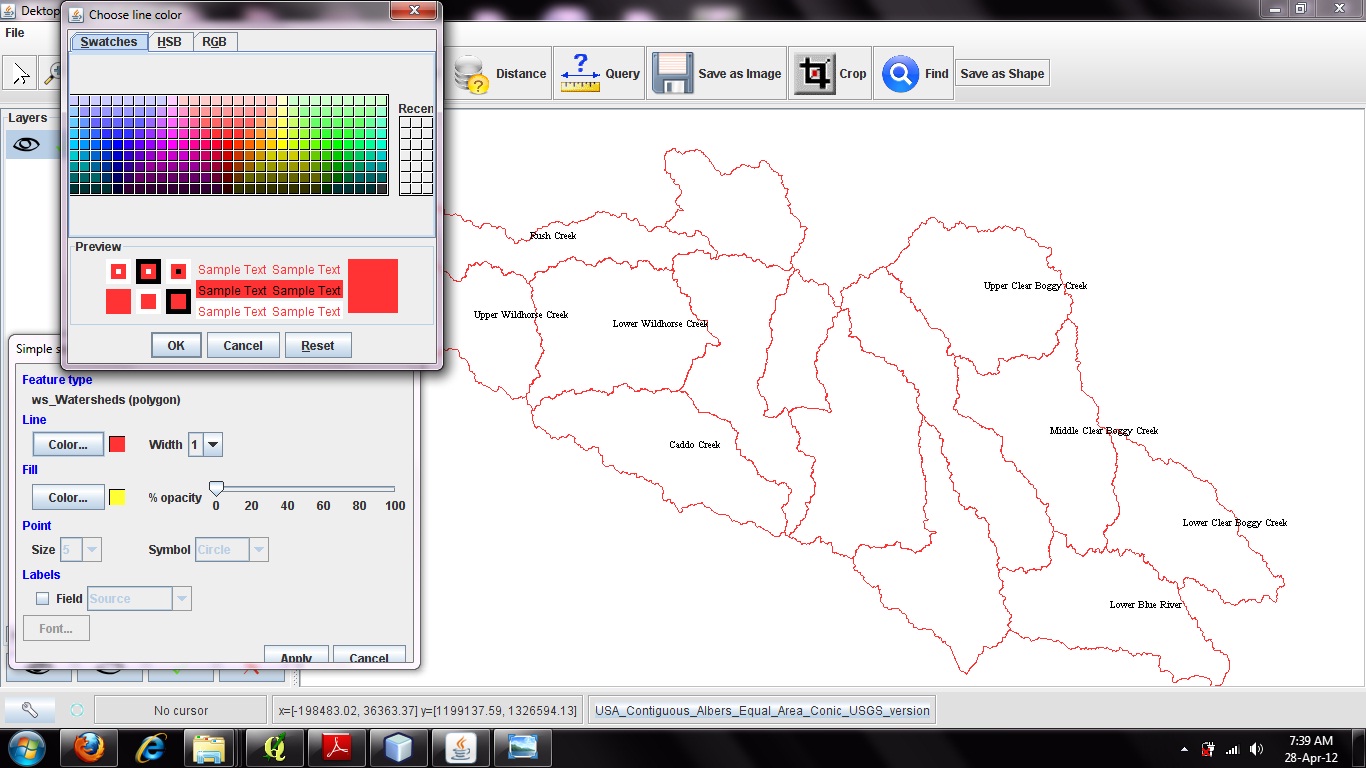 Dektop
Choose line color
File
Swatches HSB RGB
Distance
Query
Save as Image
Crop
Find
Save as Shape
Layers
Recen
Preview
Sample Text Sample Text
Sample Text Sample Text
Sample Text Sample Text
OK Cancel Reset
Simple s
Feature type
ws_Watersheds (polygon)
Line
Color... Width 1
Fill
Color... % opacity
0 20 40 60 80 100
Point
Size 5 Symbol Circle
Labels
Field Source
Font...
Apply Cancel
Rush Creek
Upper Clear Boggy Creek
Upper Wildhorse Creek
Lower Wildhorse Creek
Middle Clear Boggy Creek
Caddo Creek
Lower Clear Boggy Creek
Lower Blue River
No cursor
x=[-198483.02, 36363.37] y=[1199137.59, 1326594.13]
USA_Contiguous_Albers_Equal_Area_Conic_USGS_version
7:39 AM
28-Apr-12